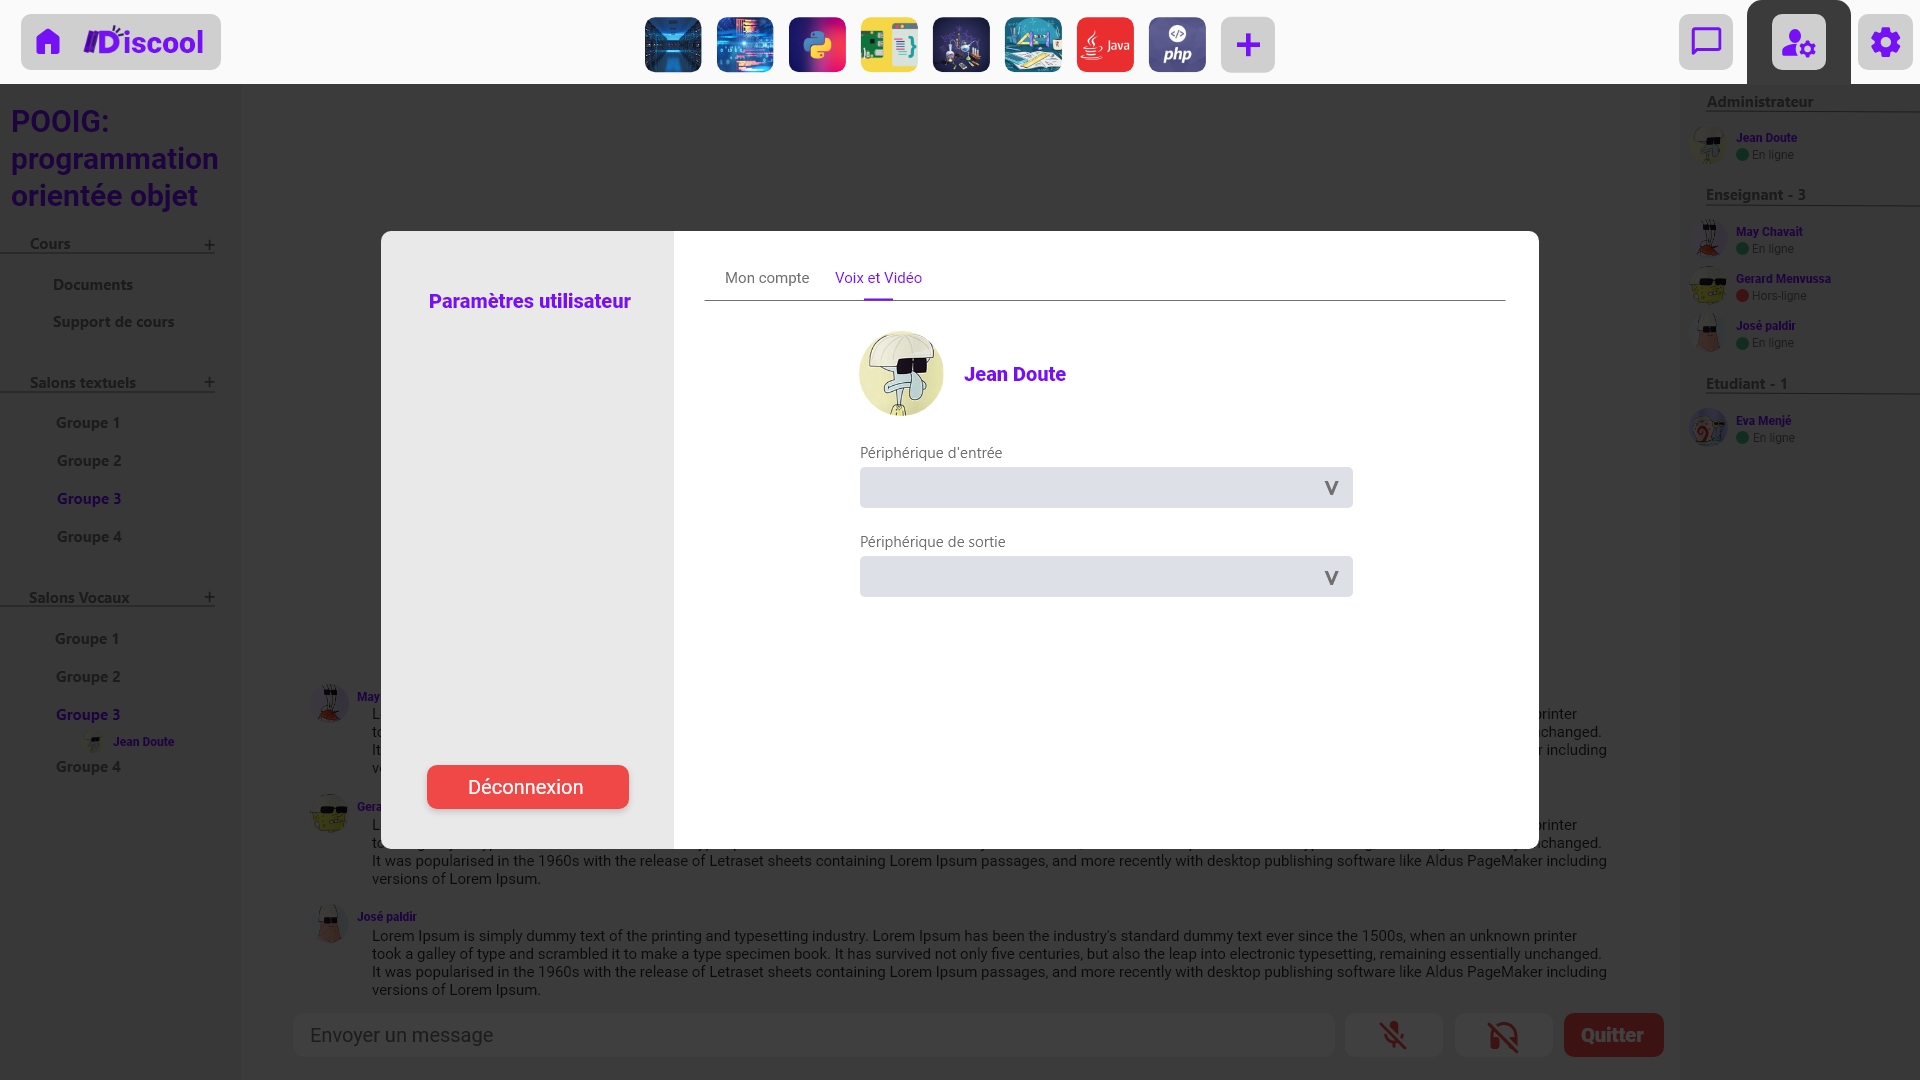 Discool
Java
php
POOIG:
programmation
orientée objet
Cours +
Documents
Support de cours
Salons textuels +
Groupe 1
Groupe 2
Groupe 3
Groupe 4
Salons Vocaux +
Groupe 1
Groupe 2
Groupe 3
Jean Doute
Groupe 4
Paramètres utilisateur
Déconnexion
Mon compte
Voix et Vidéo
Jean Doute
Périphérique d'entrée
V
Périphérique de sortie
V
May
printer
changed.
It
including
Gera
printer
changed.
It was popularised in the 1960s with the release of Letraset sheets containing Lorem Ipsum passages, and more recently with desktop publishing software like Aldus PageMaker including
versions of Lorem Ipsum.
José paldir
Lorem Ipsum is simply dummy text of the printing and typesetting industry. Lorem Ipsum has been the industry's standard dummy text ever since the 1500s, when an unknown printer
took a galley of type and scrambled it to make a type specimen book. It has survived not only five centuries, but also the leap into electronic typesetting, remaining essentially unchanged.
It was popularised in the 1960s with the release of Letraset sheets containing Lorem Ipsum passages, and more recently with desktop publishing software like Aldus PageMaker including
versions of Lorem Ipsum.
Envoyer un message
Quitter
Administrateur
Jean Doute
En ligne
Enseignant - 3
May Chavait
En ligne
Gerard Menvussa
Hors-ligne
José paldir
En ligne
Etudiant - 1
Eva Menjé
En ligne